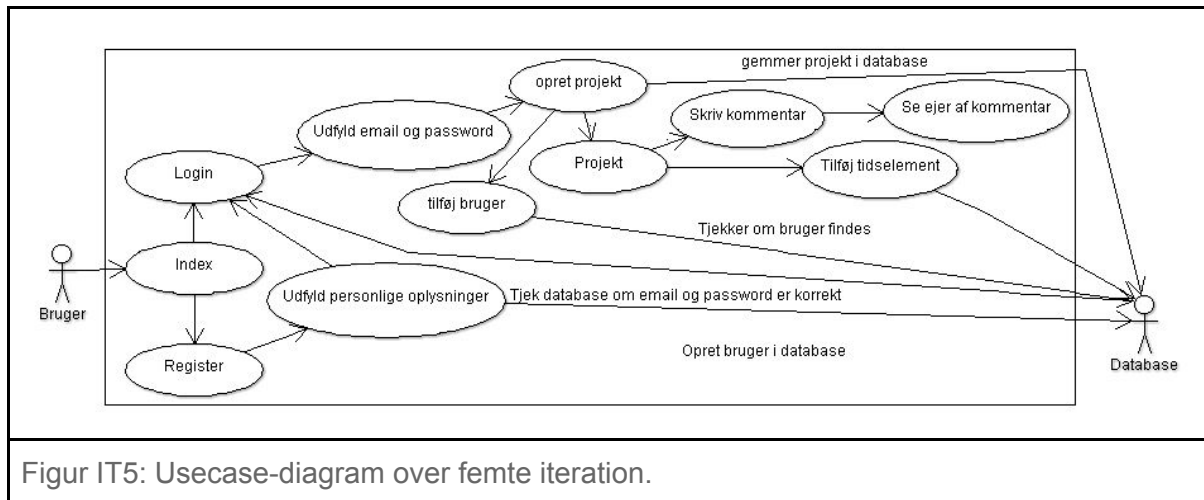 opret projekt
gemmer projekt i database
Udfyld email og password
Skriv kommentar
Se ejer af kommentar
Login
Projekt
Tilføj tidselement
tilføj bruger
Tjekker om bruger findes
Index
Bruger
Udfyld personlige oplysninger
Tjek database om email og password er korrekt
Register
Opret bruger i database
Database
Figur IT5: Usecase-diagram over femte iteration.